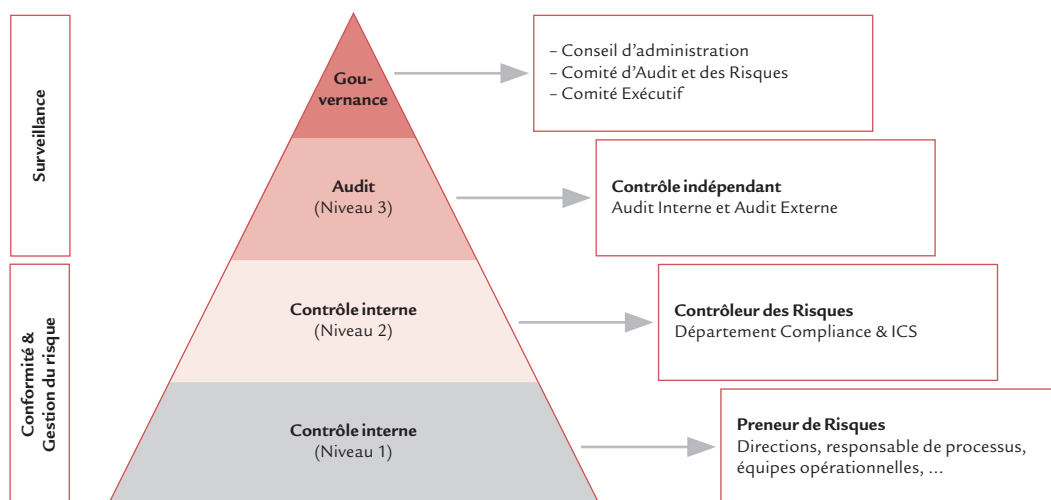 Surveillance
Gou-
vernance
– Conseil d’administration
– Comité d’Audit et des Risques
– Comité Exécutif
Audit
(Niveau 3)
Contrôle indépendant
Audit Interne et Audit Externe
Conformité &
Gestion du risque
Contrôle interne
(Niveau 2)
Contrôleur des Risques
Département Compliance & ICS
Contrôle interne
(Niveau 1)
Preneur de Risques
Directions, responsable de processus,
équipes opérationnelles, ...